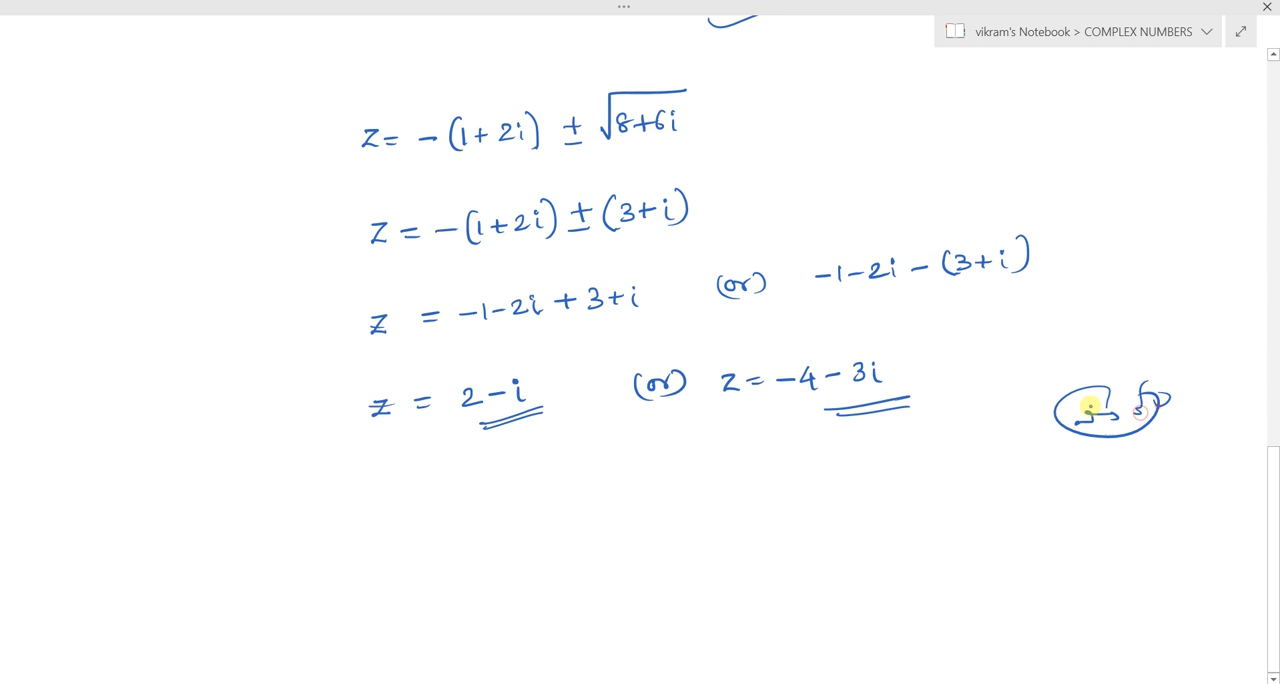 vikram's Notebook > COMPLEX NUMBERS
z = -(1+2i) ± √8+6i
z = -(1+2i) ± (3+i)
z = -1-2i + 3+i (or) -1-2i - (3+i)
z = 2-i (or) z = -4-3i